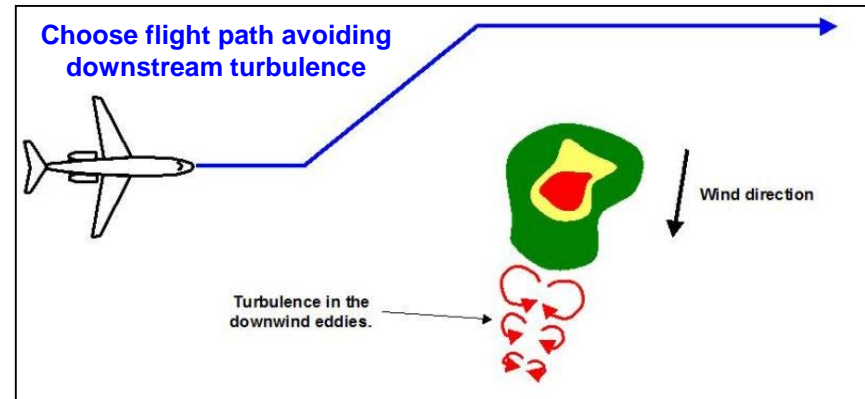 Choose flight path avoiding
downstream turbulence
Wind direction
Turbulence in the
downwind eddies.